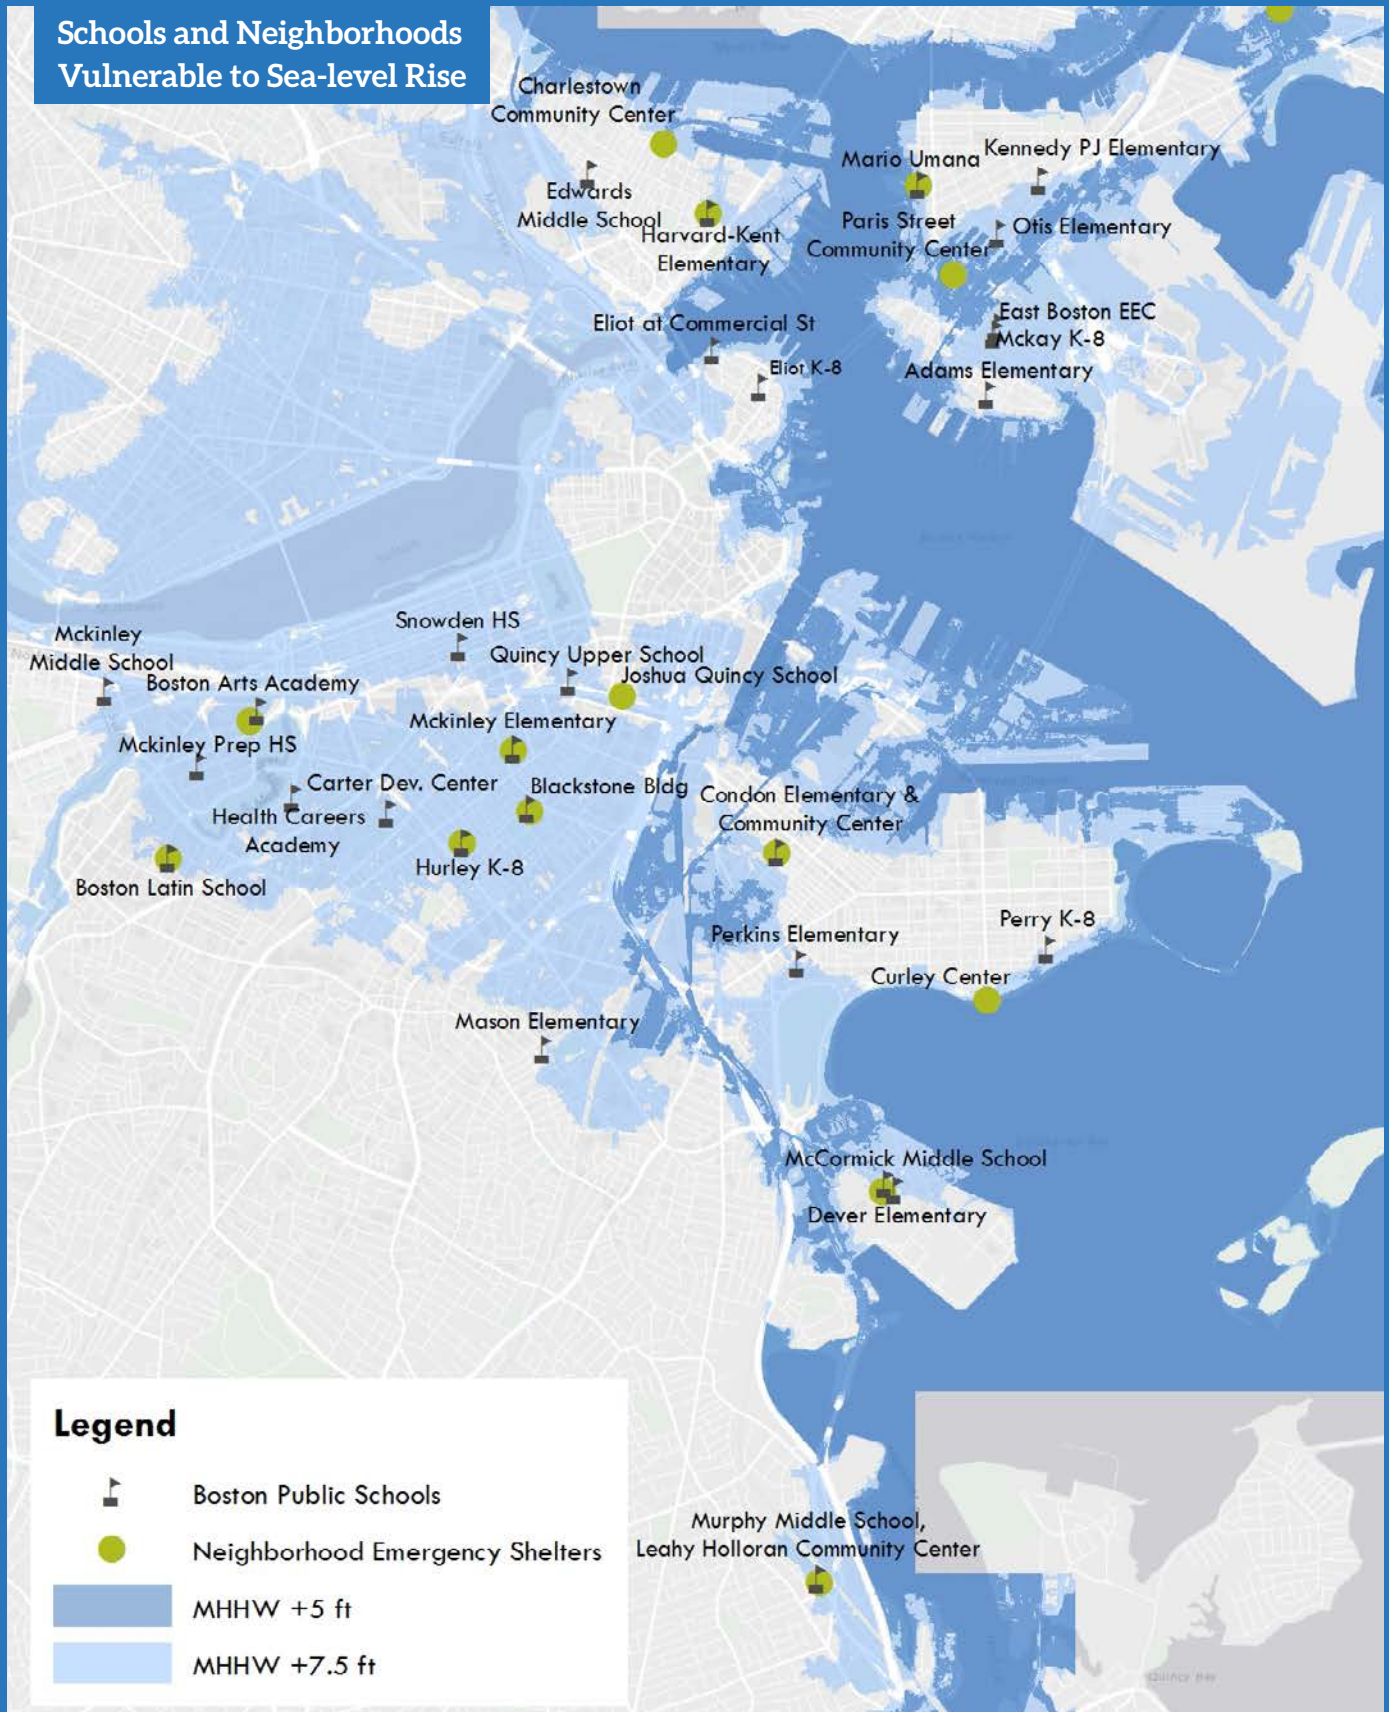 Schools and Neighborhoods
Vulnerable to Sea-level Rise
Charlestown
Community Center
Mario Umana
Kennedy PJ Elementary
Edwards
Middle School
Harvard-Kent
Elementary
Paris Street
Community Center
Otis Elementary
Eliot at Commercial St
East Boston EEC
Mckay K-8
Eliot K-8
Adams Elementary
Snowden HS
Mckinley
Middle School
Quincy Upper School
Joshua Quincy School
Boston Arts Academy
Mckinley Elementary
Mckinley Prep HS
Carter Dev. Center
Blackstone Bldg
Condon Elementary &
Community Center
Health Careers
Academy
Hurley K-8
Boston Latin School
Perry K-8
Perkins Elementary
Curley Center
Mason Elementary
McCormick Middle School
Dever Elementary
Legend
Boston Public Schools
Neighborhood Emergency Shelters
MHHW +5 ft
MHHW +7.5 ft
Murphy Middle School,
Leahy Holloran Community Center
Quincy Bay